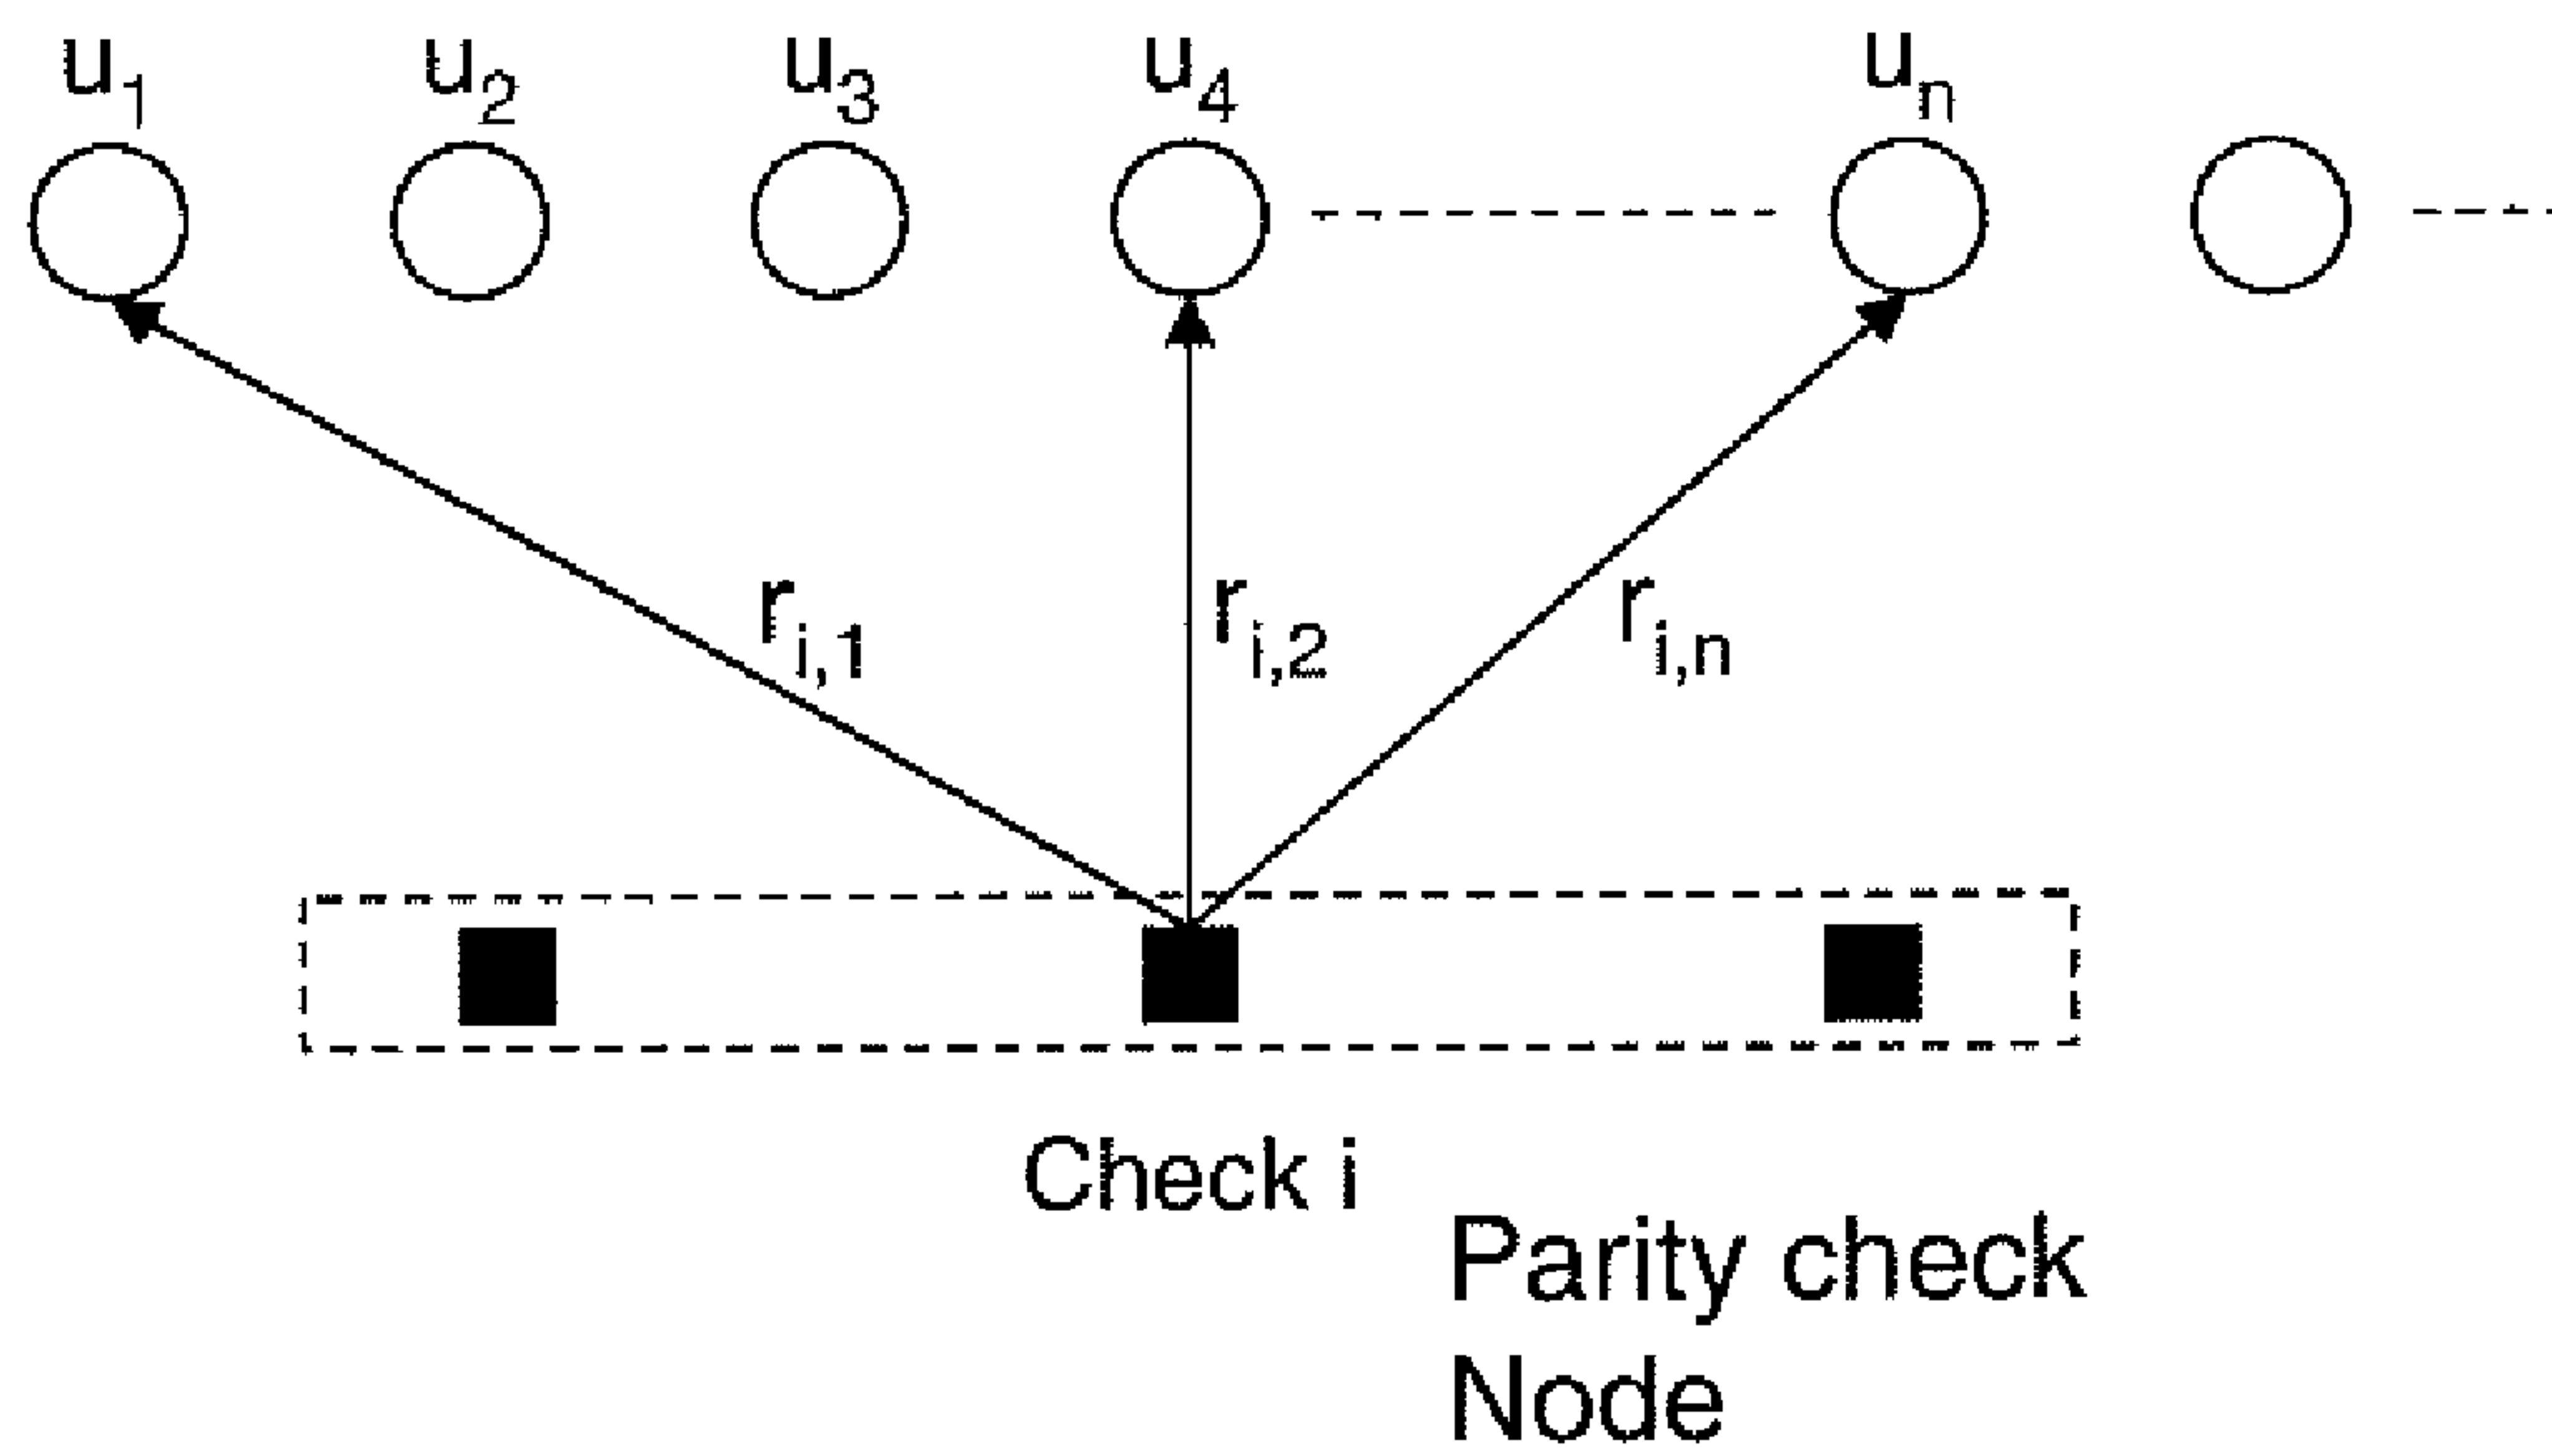 u1 u2 u3 u4 un
ri,1 ri,2 ri,n
Check i
Parity check
Node